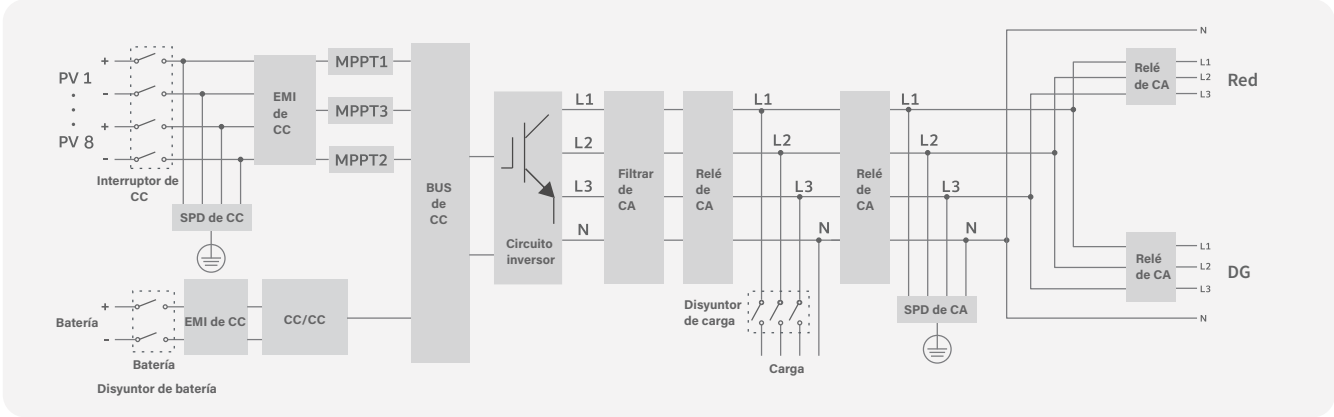 PV 1
PV 8
+
-
+
-
Interruptor de
CC
SPD de CC
EMI
de
CC
MPPT1
MPPT3
MPPT2
Batería
+
-
Batería
Disyuntor de batería
EMI de CC
CC/CC
BUS
de
CC
Circuito
inversor
L1
L2
L3
N
Filtrar
de
CA
Relé
de
CA
L1
L2
L3
N
Disyuntor
de carga
Carga
Relé
de
CA
L1
L2
L3
N
SPD de CA
N
Relé
de CA
L1
L2
L3
Red
Relé
de CA
L1
L2
L3
DG
N